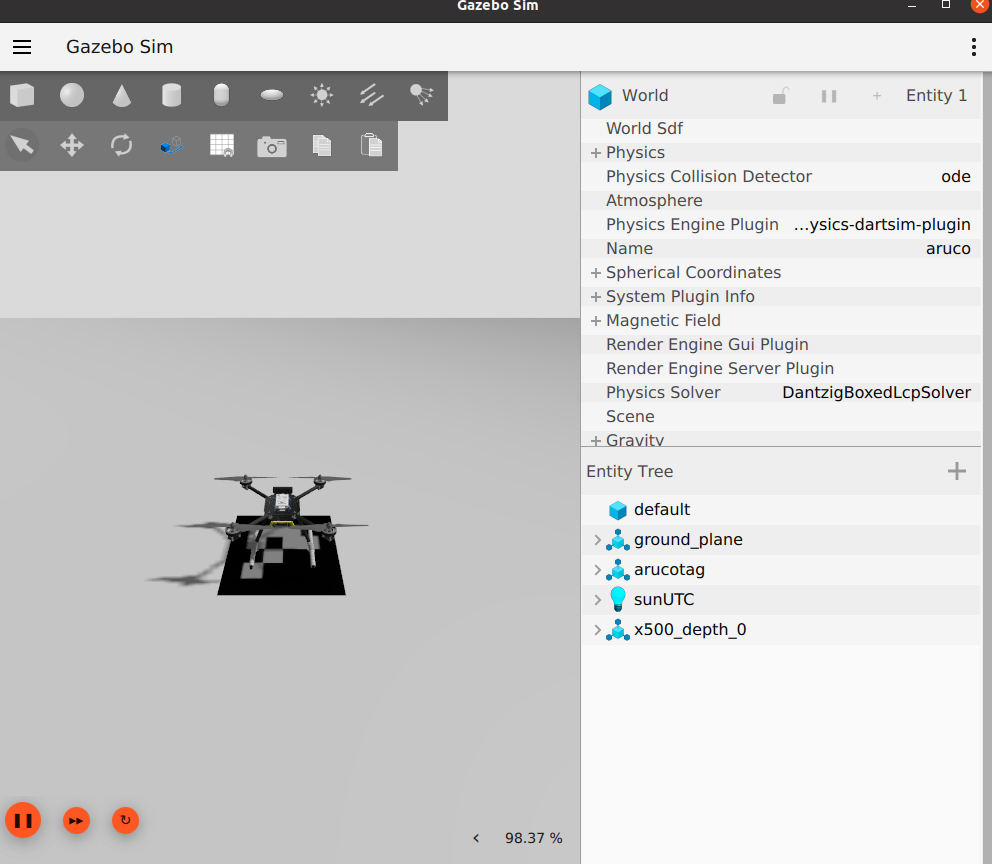 Gazebo Sim
Gazebo Sim
World Entity 1
World Sdf
Physics
Physics Collision Detector ode
Atmosphere
Physics Engine Plugin ...ysics-dartsim-plugin
Name aruco
Spherical Coordinates
System Plugin Info
Magnetic Field
Render Engine Gui Plugin
Render Engine Server Plugin
Physics Solver DantzigBoxedLcpSolver
Scene
Gravity
Entity Tree
default
ground_plane
arucotag
sunUTC
x500_depth_0
98.37 %